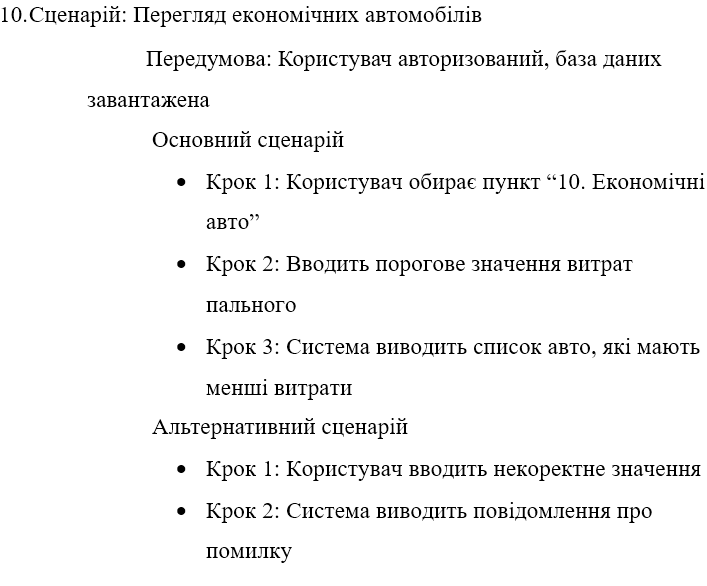 10.Сценарій: Перегляд економічних автомобілів
Передумова: Користувач авторизований, база даних
завантажена
Основний сценарій
• Крок 1: Користувач обирає пункт “10. Економічні
авто”
• Крок 2: Вводить порогове значення витрат
пального
• Крок 3: Система виводить список авто, які мають
менші витрати
Альтернативний сценарій
• Крок 1: Користувач вводить некоректне значення
• Крок 2: Система виводить повідомлення про
помилку